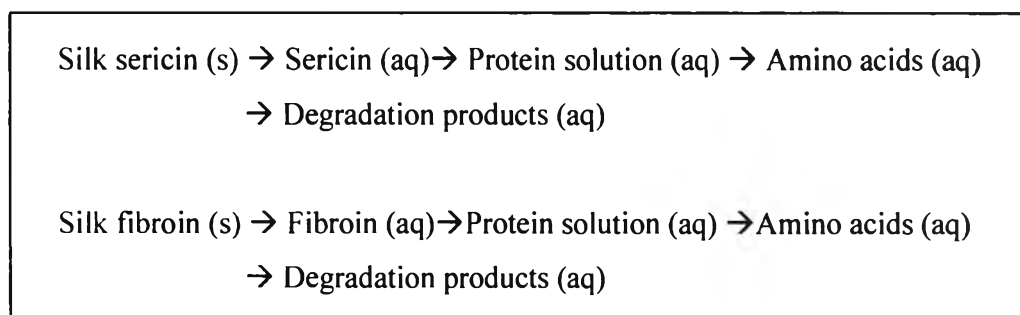 Silk sericin (s) → Sericin (aq)→ Protein solution (aq) → Amino acids (aq)
→ Degradation products (aq)
Silk fibroin (s) → Fibroin (aq)→Protein solution (aq) →Amino acids (aq)
→ Degradation products (aq)